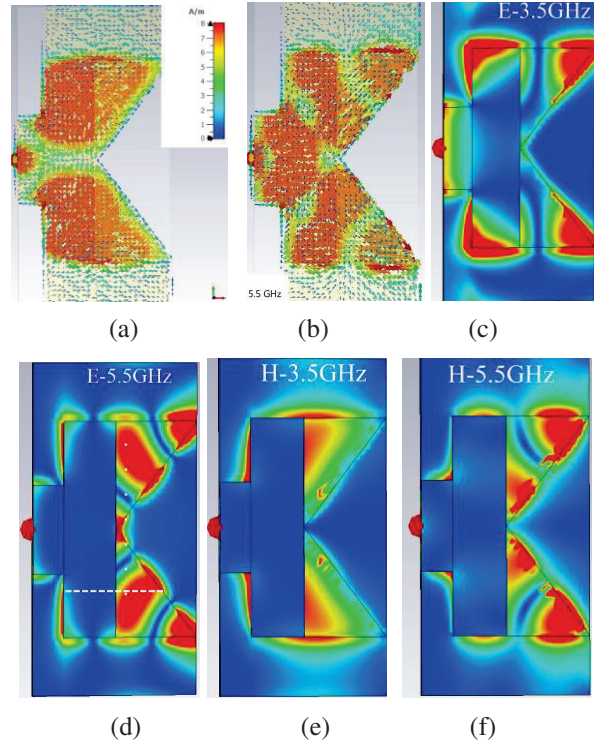 A/m
8
7
6
5
4
3
2
1
0
5.5 GHz
E-3.5GHz
(a)
(b)
(c)
E-5.5GHz
H-3.5GHz
H-5.5GHz
(d)
(e)
(f)